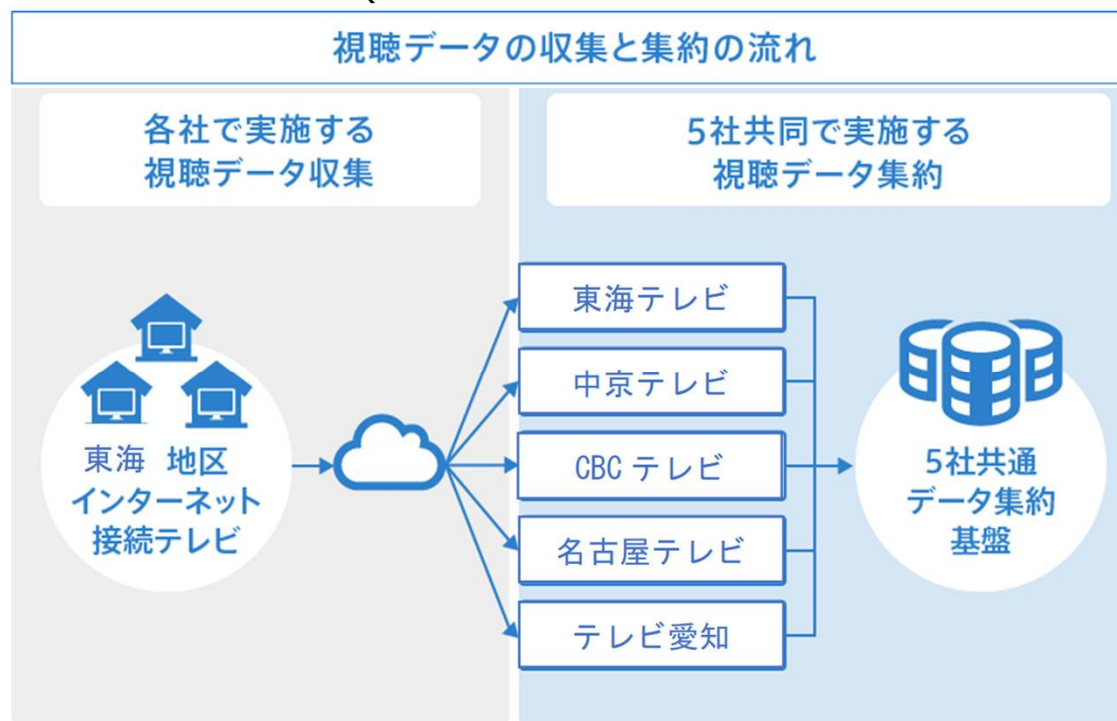 視聴データの収集と集約の流れ
各社で実施する
視聴データ収集
5社共同で実施する
視聴データ集約
東海 地区
インターネット
接続テレビ
東海テレビ
中京テレビ
CBC テレビ
名古屋テレビ
テレビ愛知
5社共通
データ集約
基盤